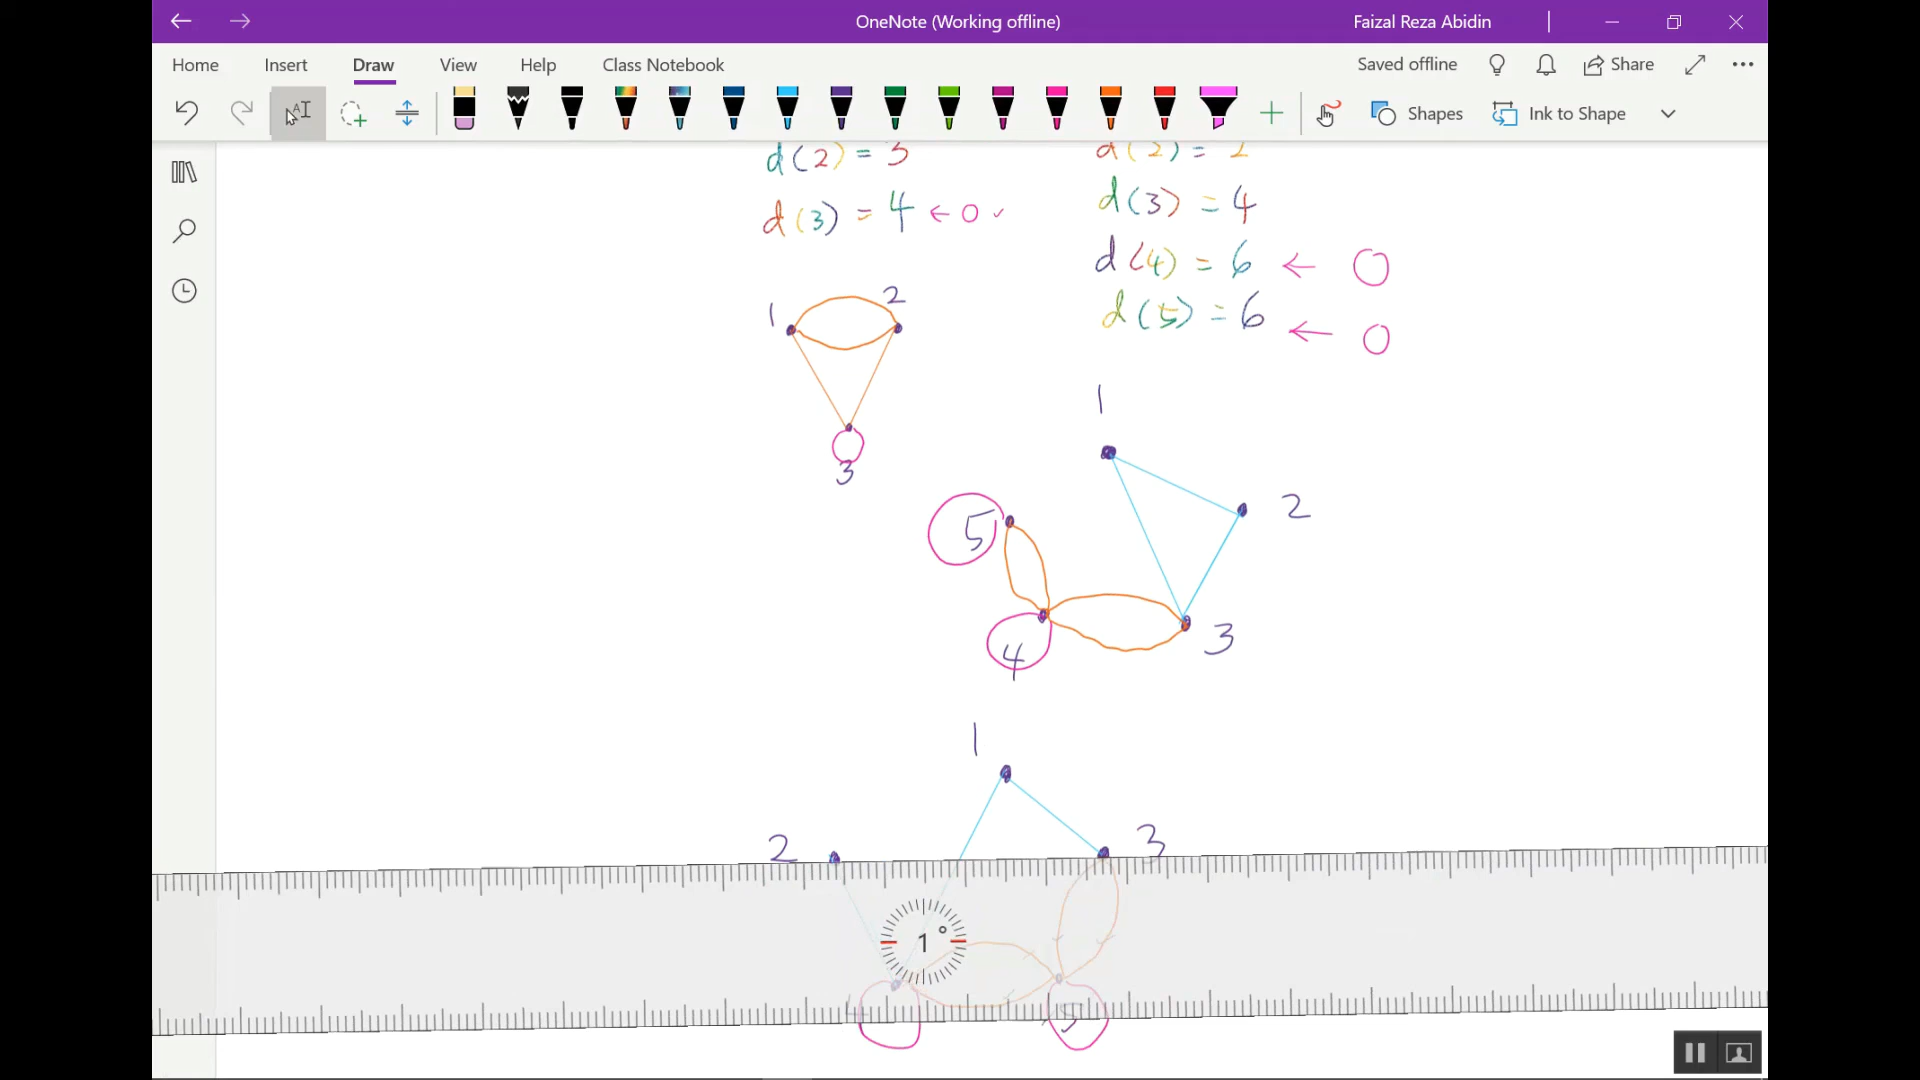 OneNote (Working offline)
Faizal Reza Abidin
Home Insert Draw View Help Class Notebook
Saved offline
Share
Shapes
Ink to Shape
d(2) = 3
d(3) = 4 ← 0
d(3) = 4
d(4) = 6 ← 0
d(5) = 6 ← 0
1 2
3
1
2
5
3
4
1
2 3
1°
5